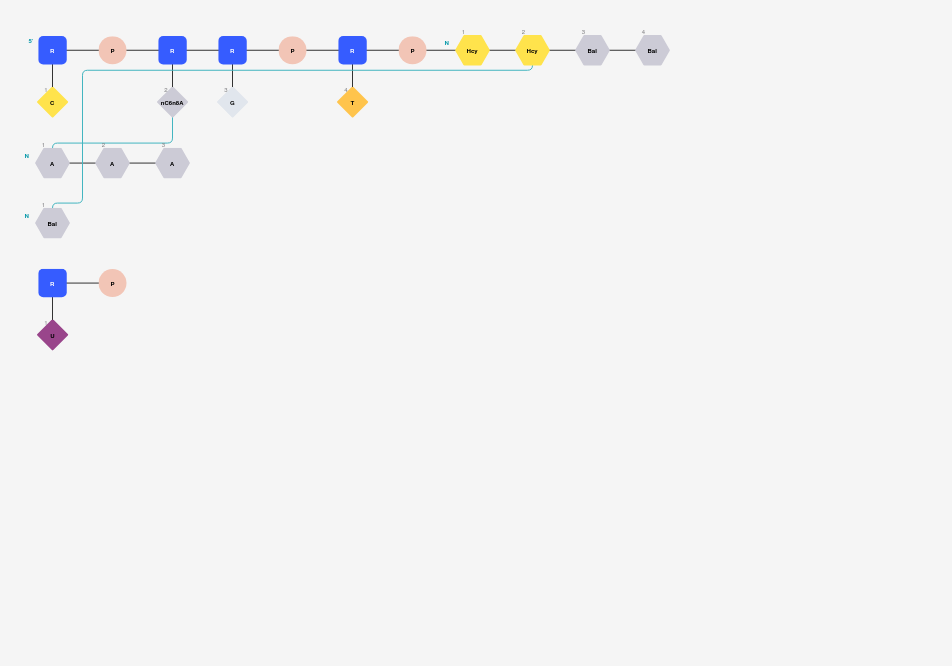 1 2 3 4
5' R P R R P R P N Hcy Hcy Bal Bal
1 2 3 4
C nC6n8A G T
1 2 3
N A A A
1
N Bal
R P
U